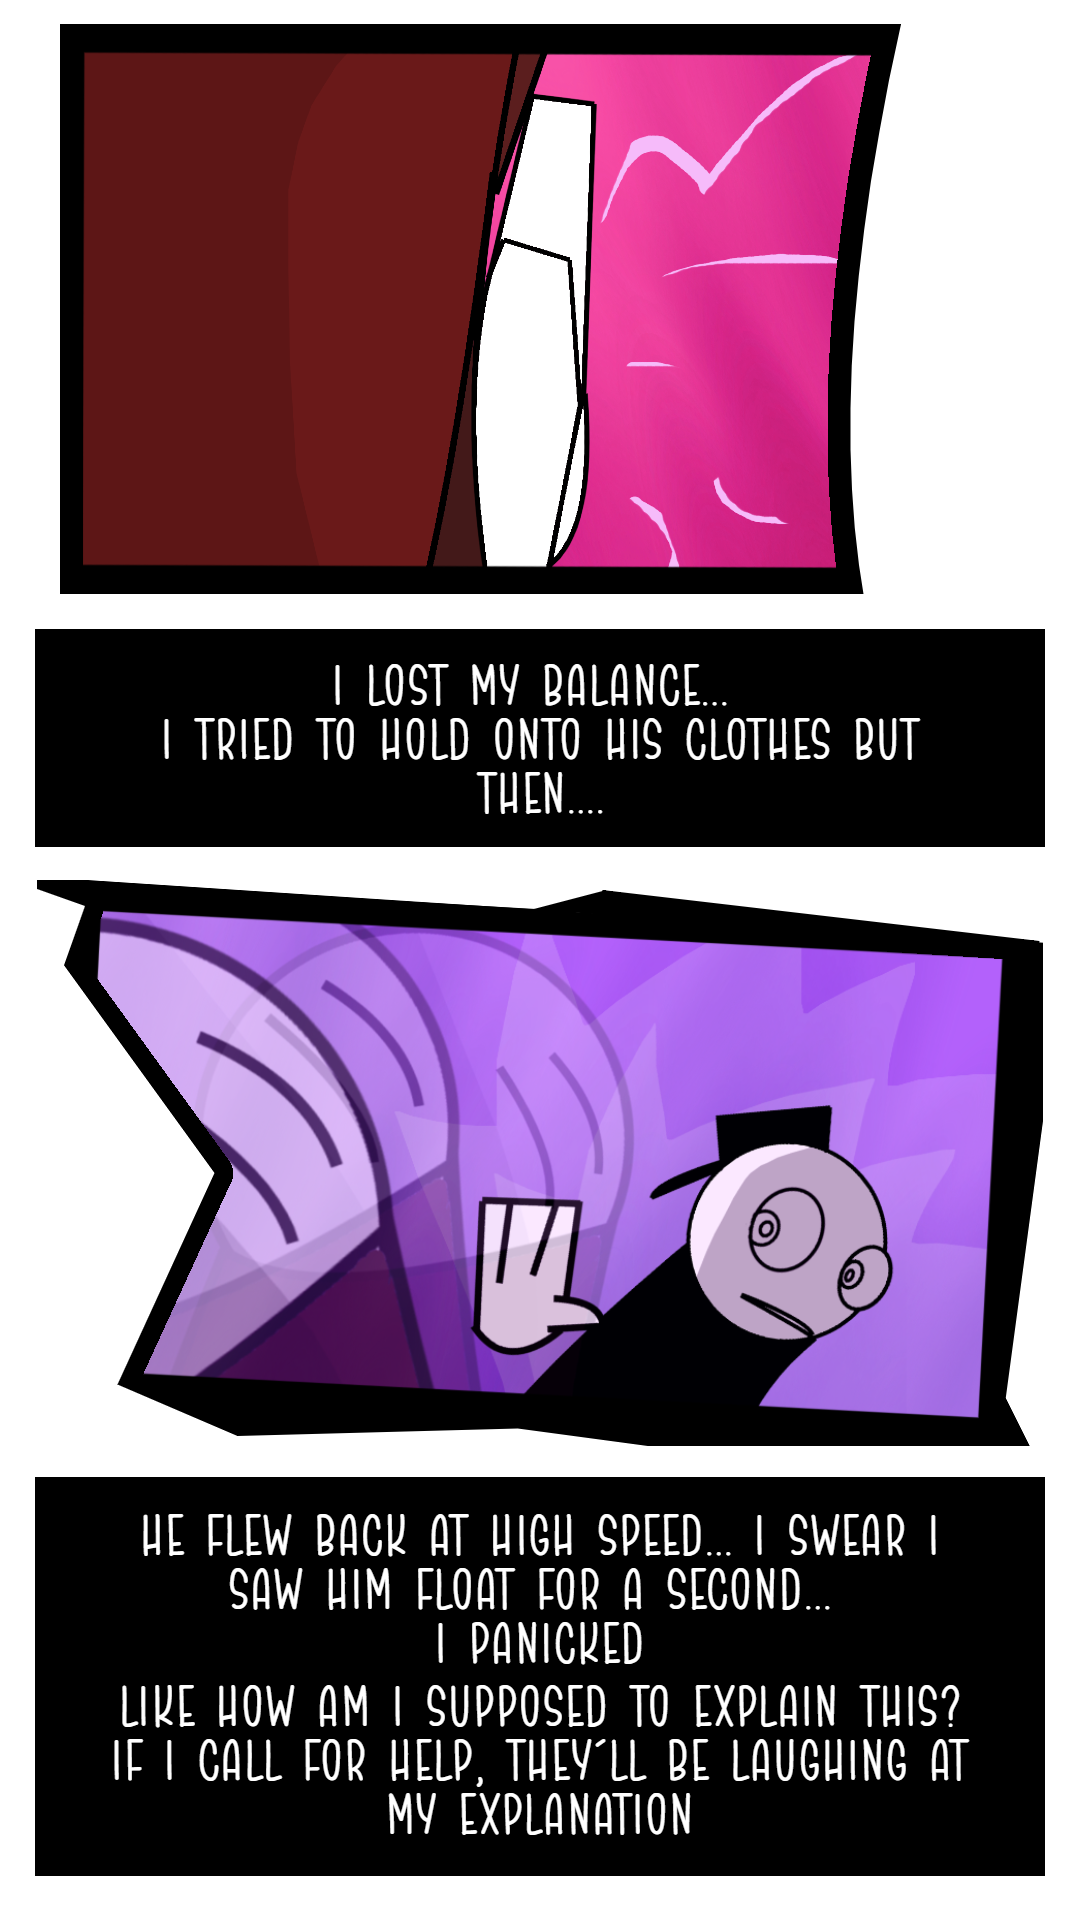 I LOST MY BALANCE...
I TRIED TO HOLD ONTO HIS CLOTHES BUT
THEN....
HE FLEW BACK AT HIGH SPEED... I SWEAR I
SAW HIM FLOAT FOR A SECOND...
I PANICKED
LIKE HOW AM I SUPPOSED TO EXPLAIN THIS?
IF I CALL FOR HELP, THEY´LL BE LAUGHING AT
MY EXPLANATION